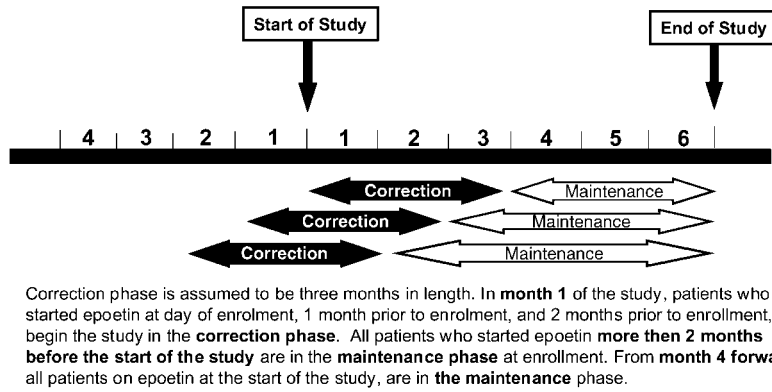 Start of Study
End of Study
4 3 2 1 1 2 3 4 5 6
Correction Maintenance
Correction Maintenance
Correction Maintenance
Correction phase is assumed to be three months in length. In month 1 of the study, patients who
started epoetin at day of enrolment, 1 month prior to enrolment, and 2 months prior to enrollment,
begin the study in the correction phase. All patients who started epoetin more then 2 months
before the start of the study are in the maintenance phase at enrollment. From month 4 forwa
all patients on epoetin at the start of the study, are in the maintenance phase.